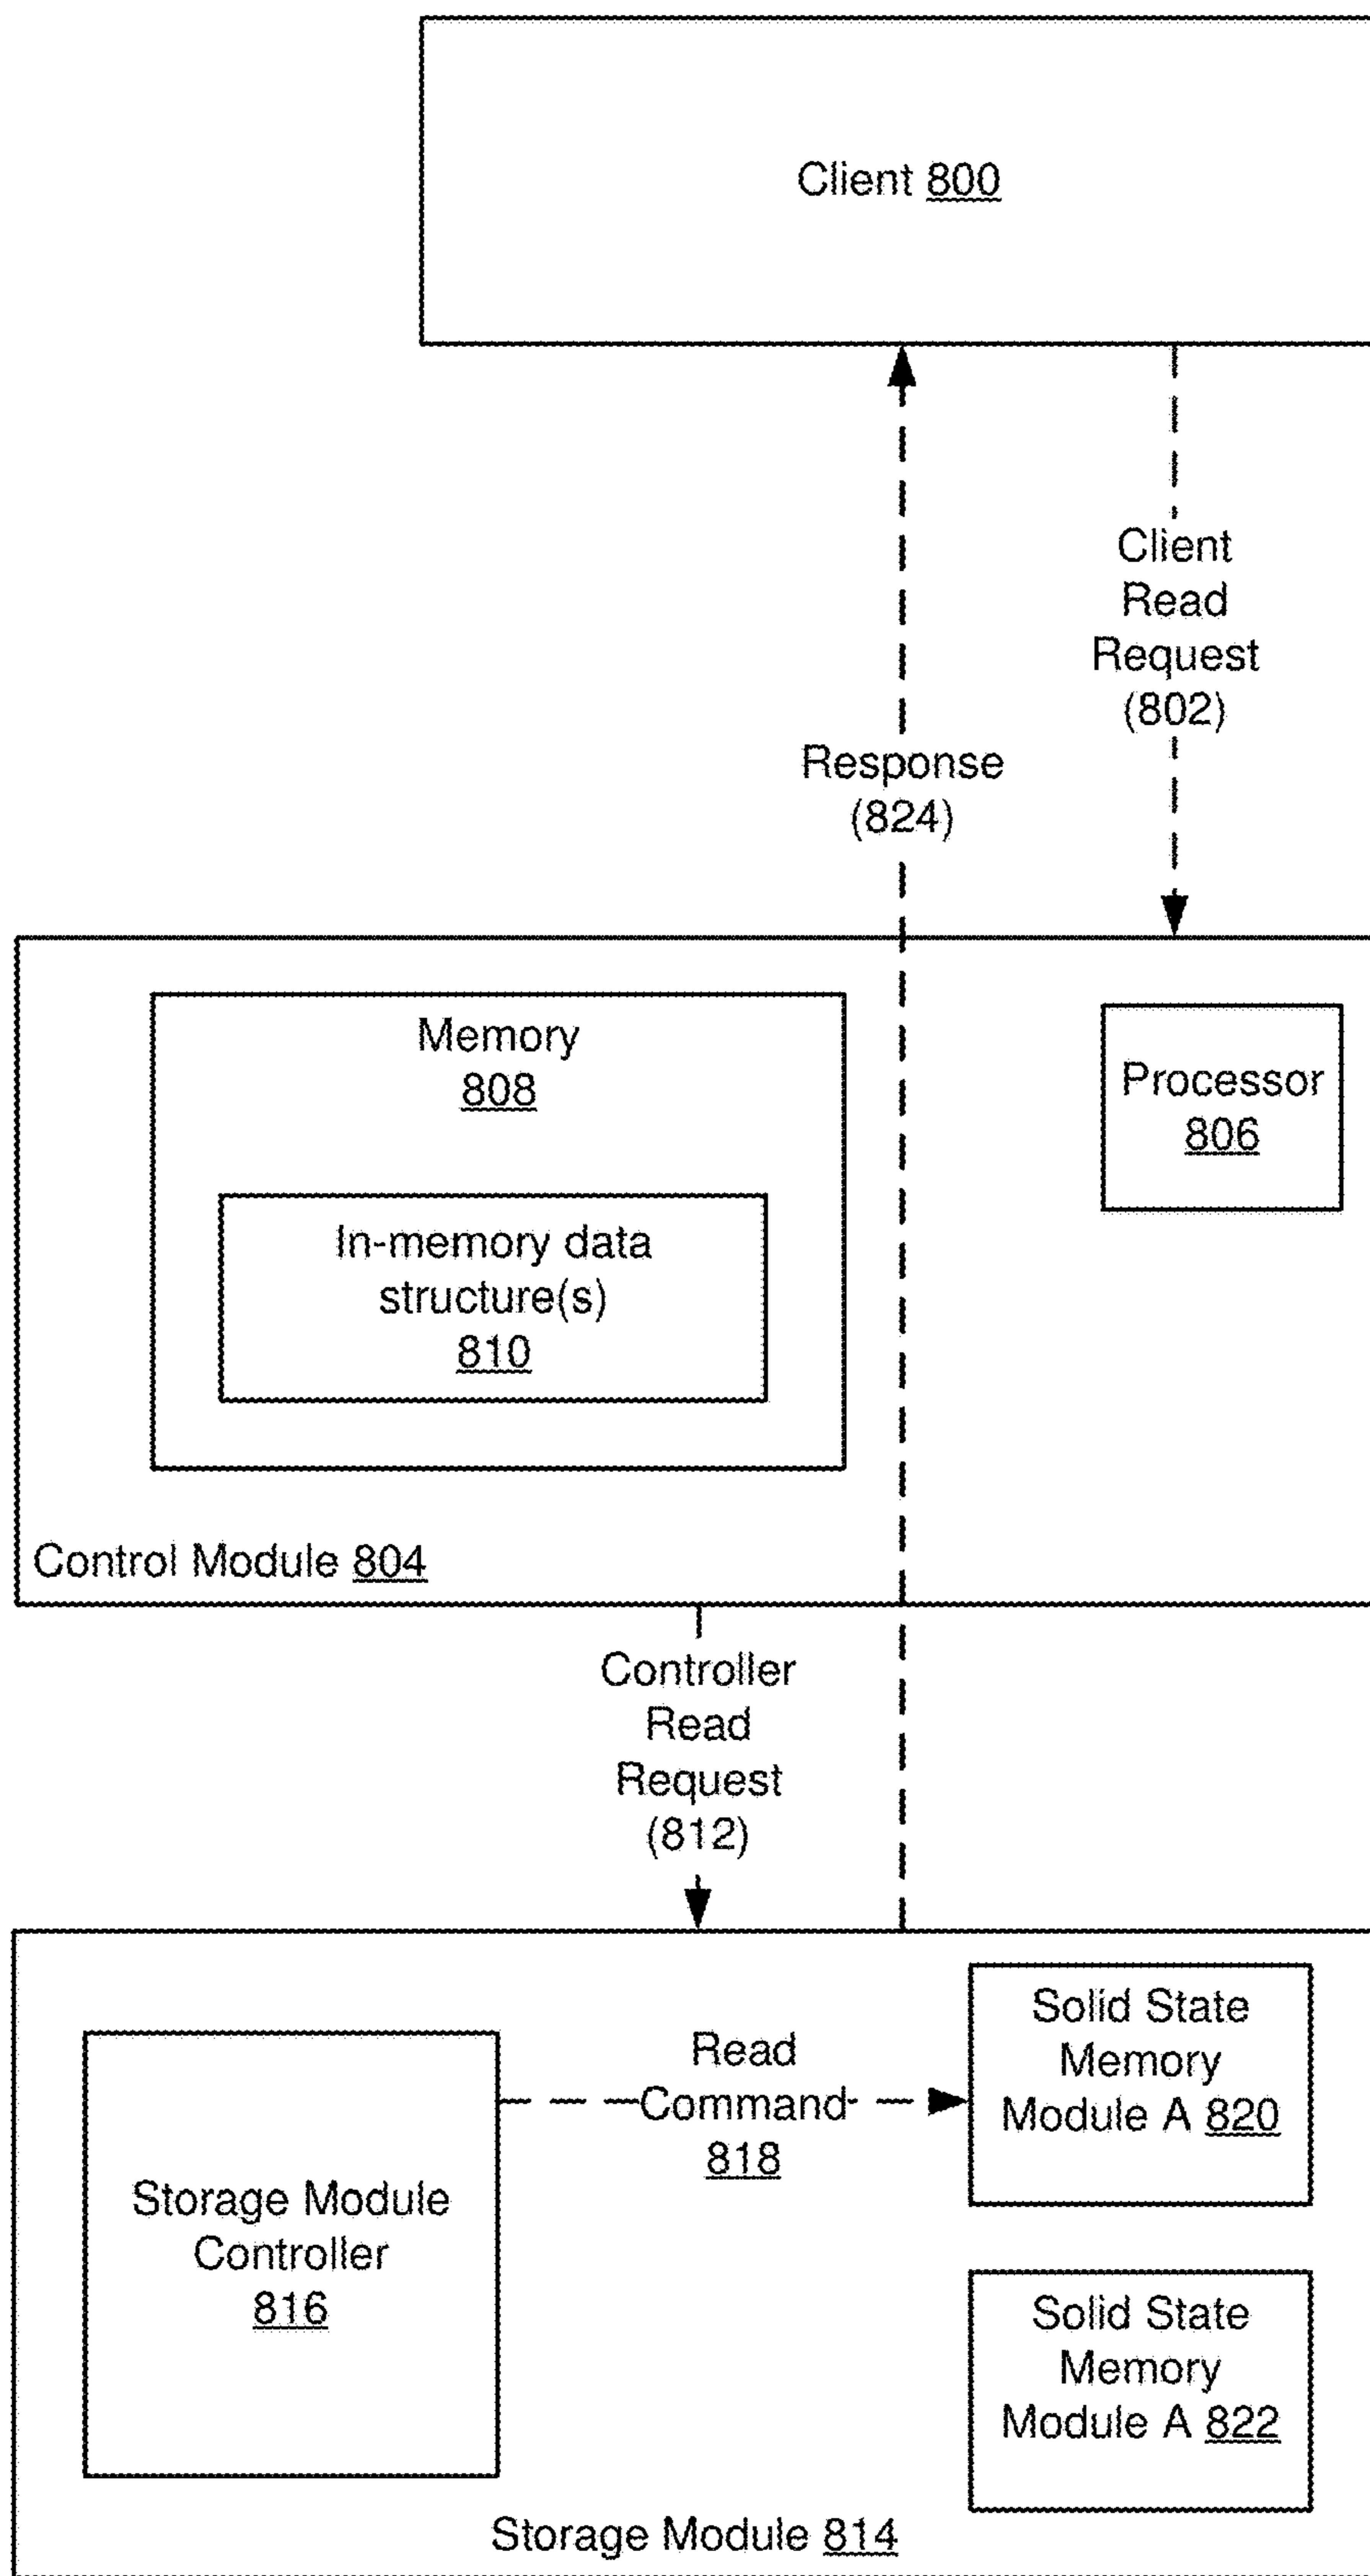 Client 800
Client
Read
Request
(802)
Response
(824)
Memory
808
Processor
806
In-memory data
structure(s)
810
Control Module 804
Controller
Read
Request
(812)
Solid State
Memory
Module A 820
Read
Command
818
Storage Module
Controller
816
Solid State
Memory
Module A 822
Storage Module 814